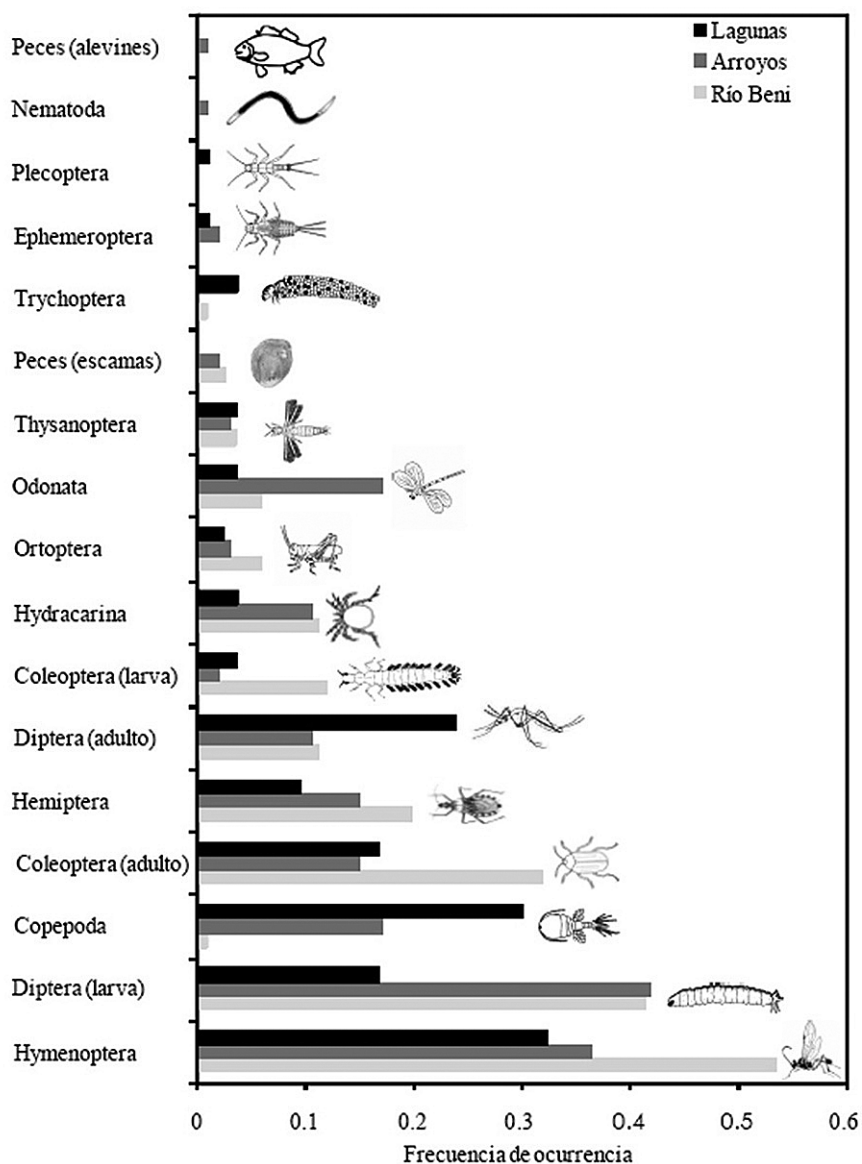 Peces (alevines)
Nematoda
Plecoptera
Ephemeroptera
Trychoptera
Peces (escamas)
Thysanoptera
Odonata
Ortoptera
Hydracarina
Coleoptera (larva)
Diptera (adulto)
Hemiptera
Coleoptera (adulto)
Copepoda
Diptera (larva)
Hymenoptera
Lagunas
Arroyos
Río Beni
0 0.1 0.2 0.3 0.4 0.5 0.6
Frecuencia de ocurrencia